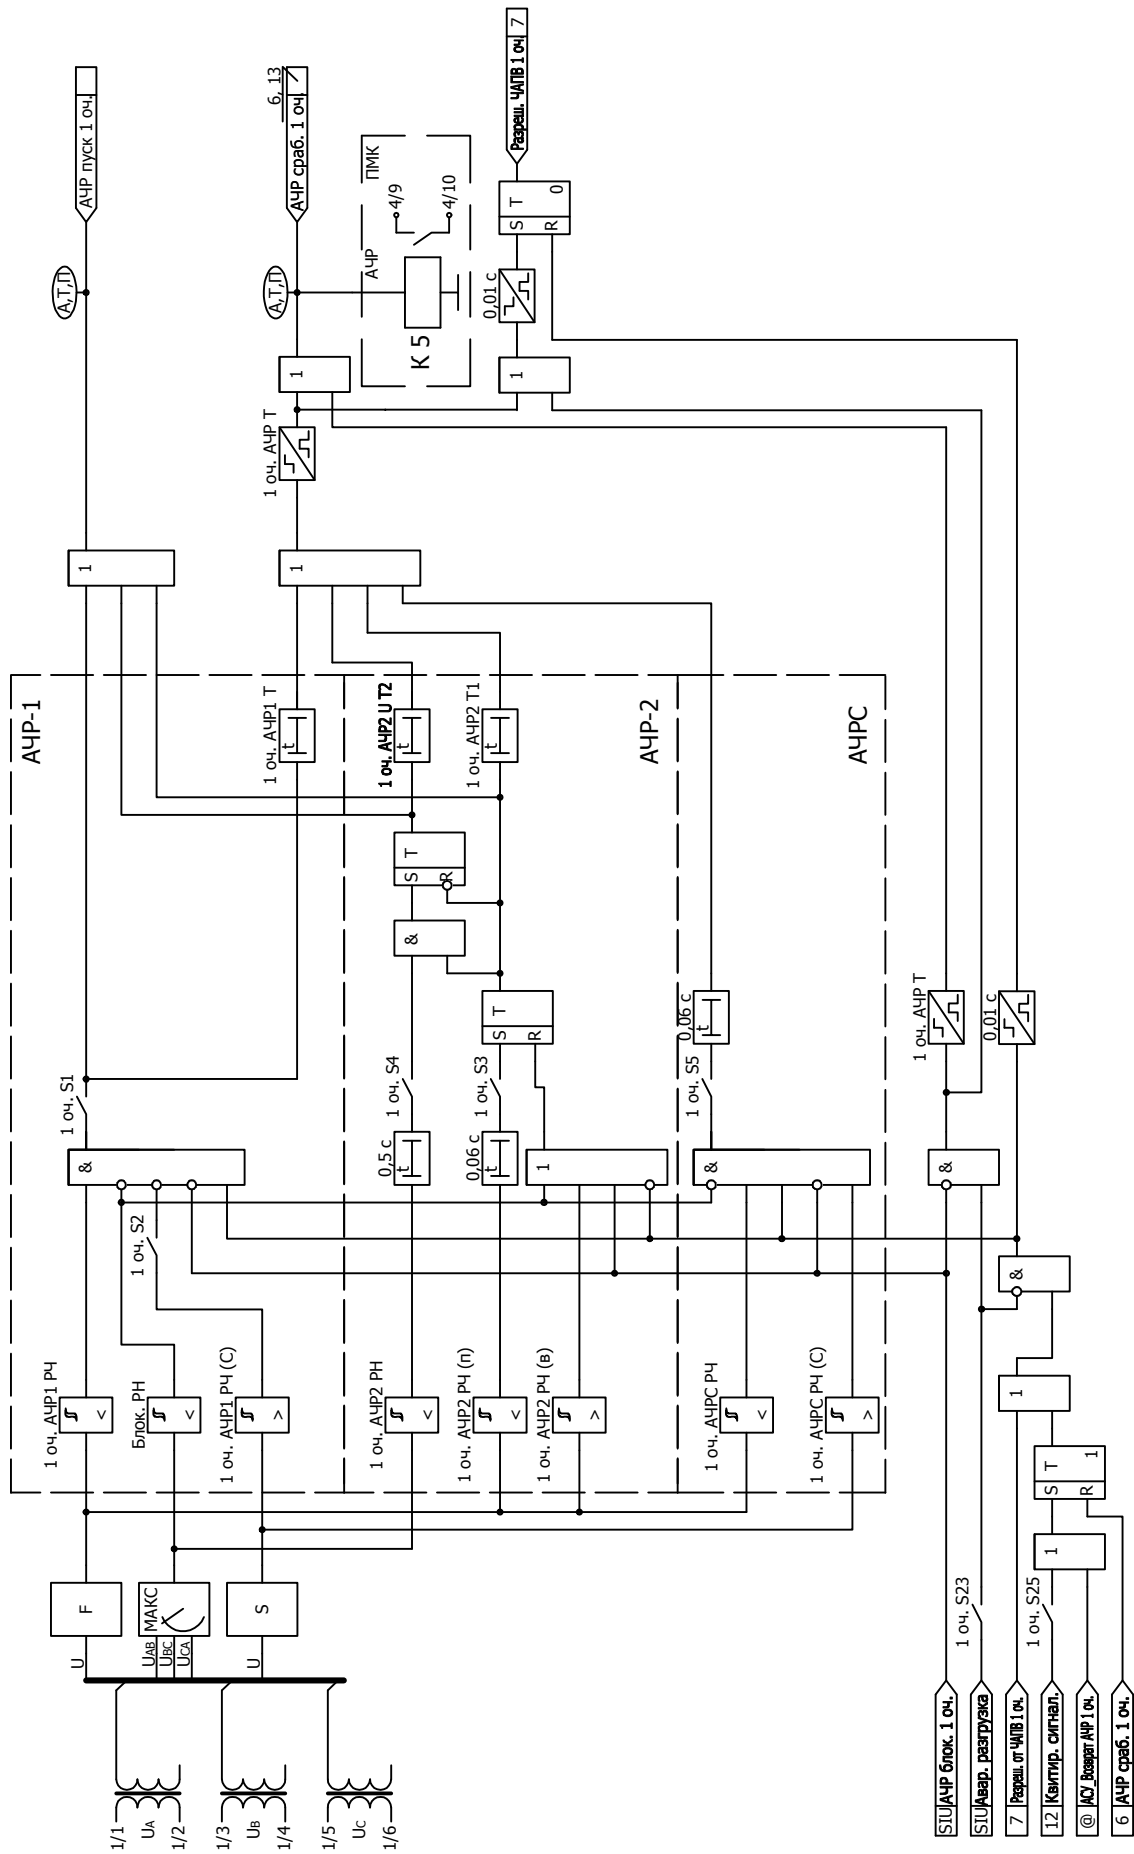 1/1
UA
1/2
1/3
UB
1/4
1/5
UC
1/6
U
UAB
UBC
UCA
U
F
МАКС
S
АЧР-1
1 оч. АЧР1 РЧ
<
Блок. РН
<
1 оч. АЧР1 РЧ (С)
>
1 оч. S2
&
1 оч. S1
1 оч. АЧР1 Т
t
1
АЧР пуск 1 оч.
А,Т,П
АЧР-2
1 оч. АЧР2 РН
<
1 оч. АЧР2 РЧ (п)
<
1 оч. АЧР2 РЧ (в)
>
0,5 с
t
0,06 с
t
1
1 оч. S4
1 оч. S3
S
T
R
&
S
T
R
1 оч. АЧР2 U T2
t
1 оч. АЧР2 T1
t
1
1 оч. АЧР Т
1
А,Т,П
АЧР сраб. 1 оч.
6, 13
АЧР
ПМК
К 5
4/9
4/10
АЧРС
1 оч. АЧРС РЧ
<
1 оч. АЧРС РЧ (С)
>
&
1 оч. S5
0,06 с
t
1
0,01 с
S
T
R
0
Разреш. ЧАПВ 1 оч.
7
SIU
АЧР блок. 1 оч.
SIU
Авар. разгрузка
7
Разреш. от ЧАПВ 1 оч.
12
Квитир. сигнал.
@
АСУ_Возврат АЧР 1 оч.
6
АЧР сраб. 1 оч.
1 оч. S23
1 оч. S25
1
S
T
R
1
1
&
&
1 оч. АЧР Т
0,01 с